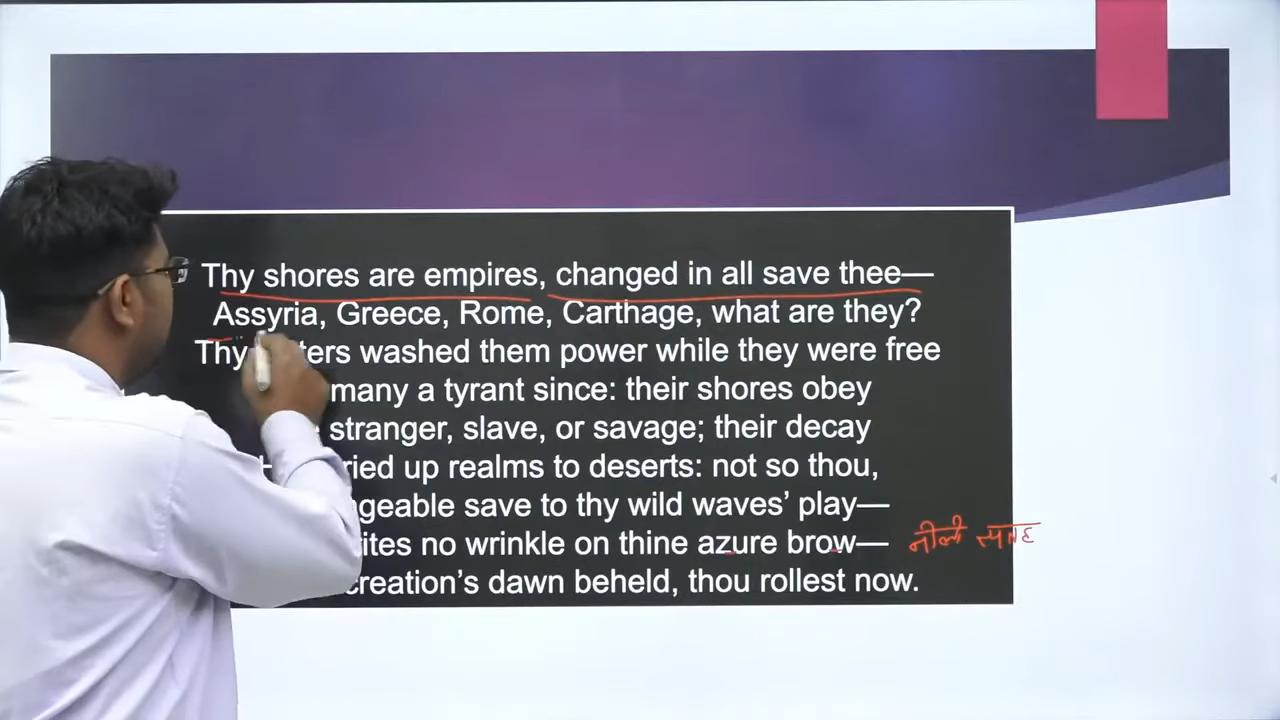 Thy shores are empires, changed in all save thee—
Assyria, Greece, Rome, Carthage, what are they?
Thy washed them power while they were free
many a tyrant since: their shores obey
stranger, slave, or savage; their decay
up realms to deserts: not so thou,
save to thy wild waves’ play—
no wrinkle on thine azure brow— नीली सतह
creation’s dawn beheld, thou rollest now.